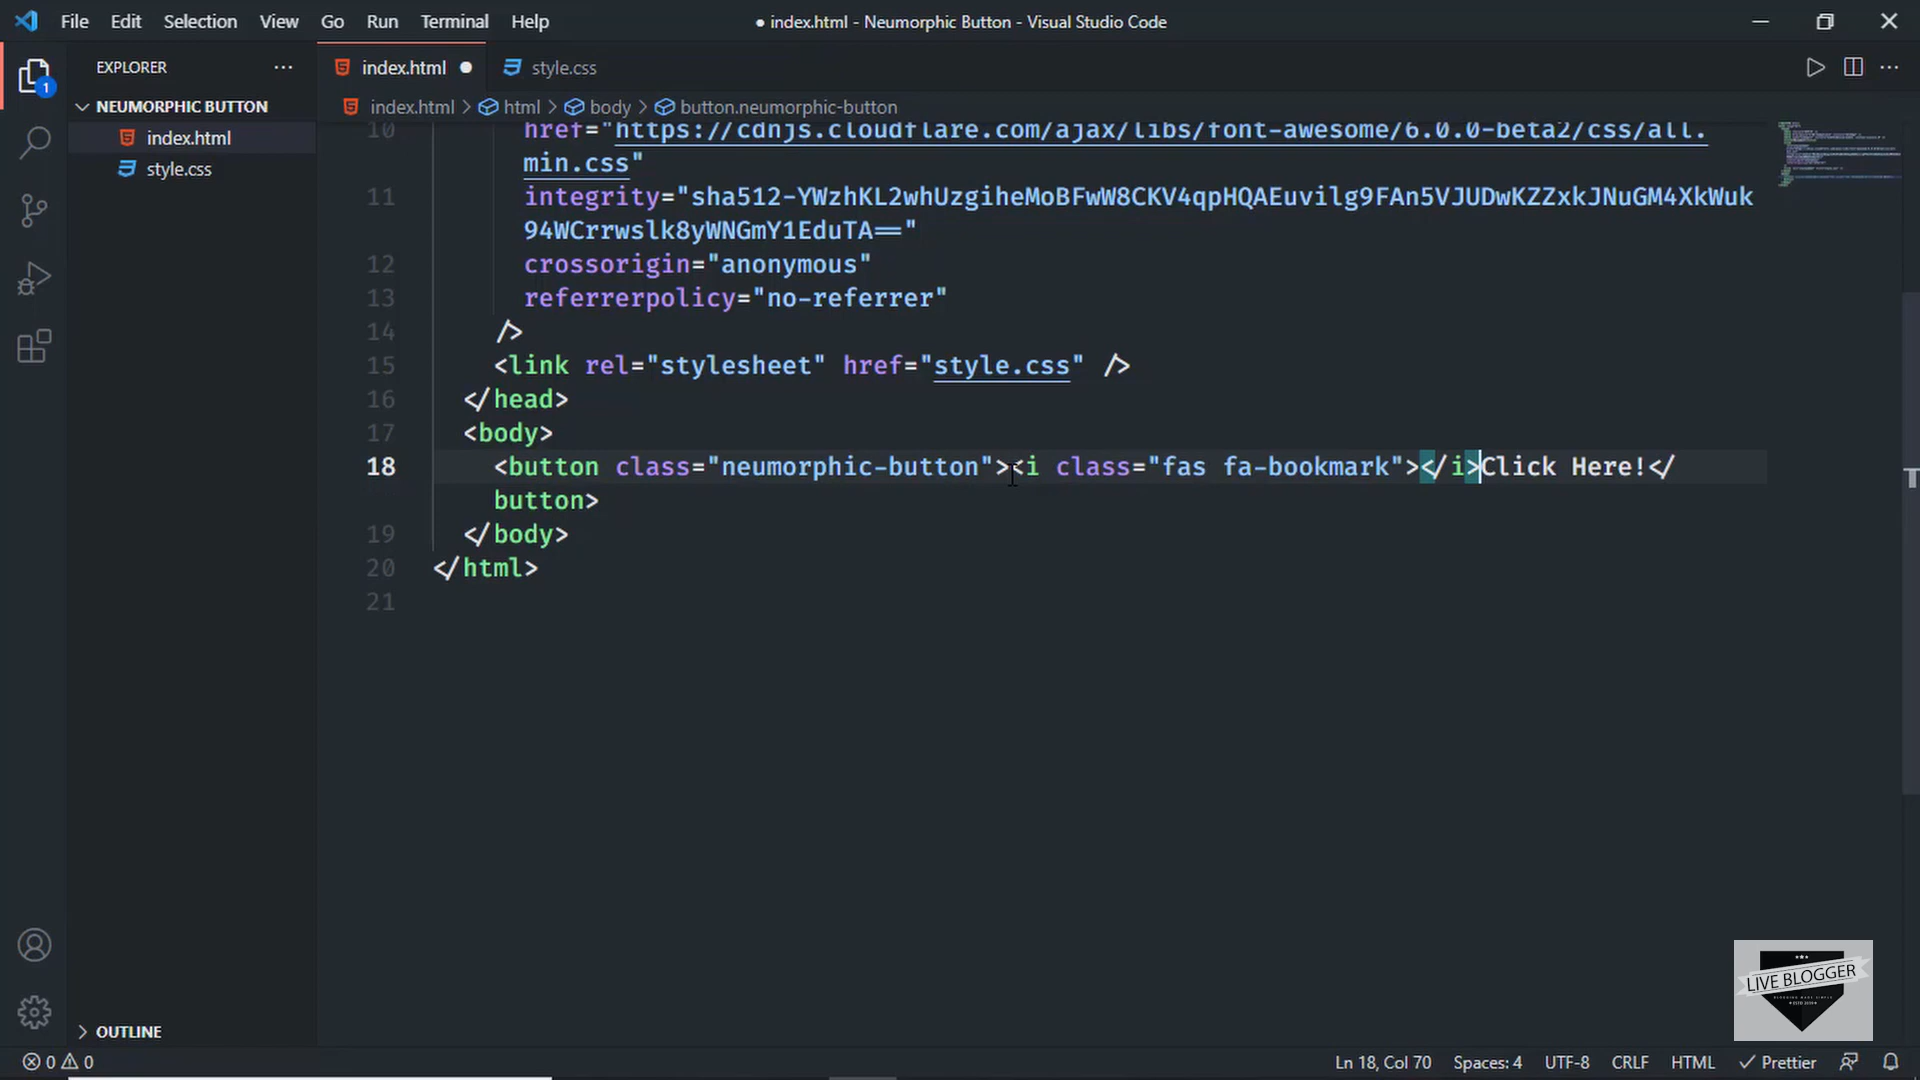 File Edit Selection View Go Run Terminal Help ● index.html - Neumorphic Button - Visual Studio Code
EXPLORER ···
index.html ● style.css
1
NEUMORPHIC BUTTON
index.html > html > body > button.neumorphic-button
index.html
style.css
10 href="https://cdnjs.cloudflare.com/ajax/libs/font-awesome/6.0.0-beta2/css/all.
min.css"
11 integrity="sha512-YWzhKL2whUzgiheMoBFwW8CKV4qpHQAEuvilg9FAn5VJUDwKZZxkJNuGM4XkWuk
94WCrrwslk8yWNGmY1EduTA=="
12 crossorigin="anonymous"
13 referrerpolicy="no-referrer"
14 />
15 <link rel="stylesheet" href="style.css" />
16 </head>
17 <body>
18 <button class="neumorphic-button"><i class="fas fa-bookmark"></i>Click Here!</
button>
19 </body>
20 </html>
21
LIVE BLOGGER
OUTLINE
0 0 Ln 18, Col 70 Spaces: 4 UTF-8 CRLF HTML Prettier